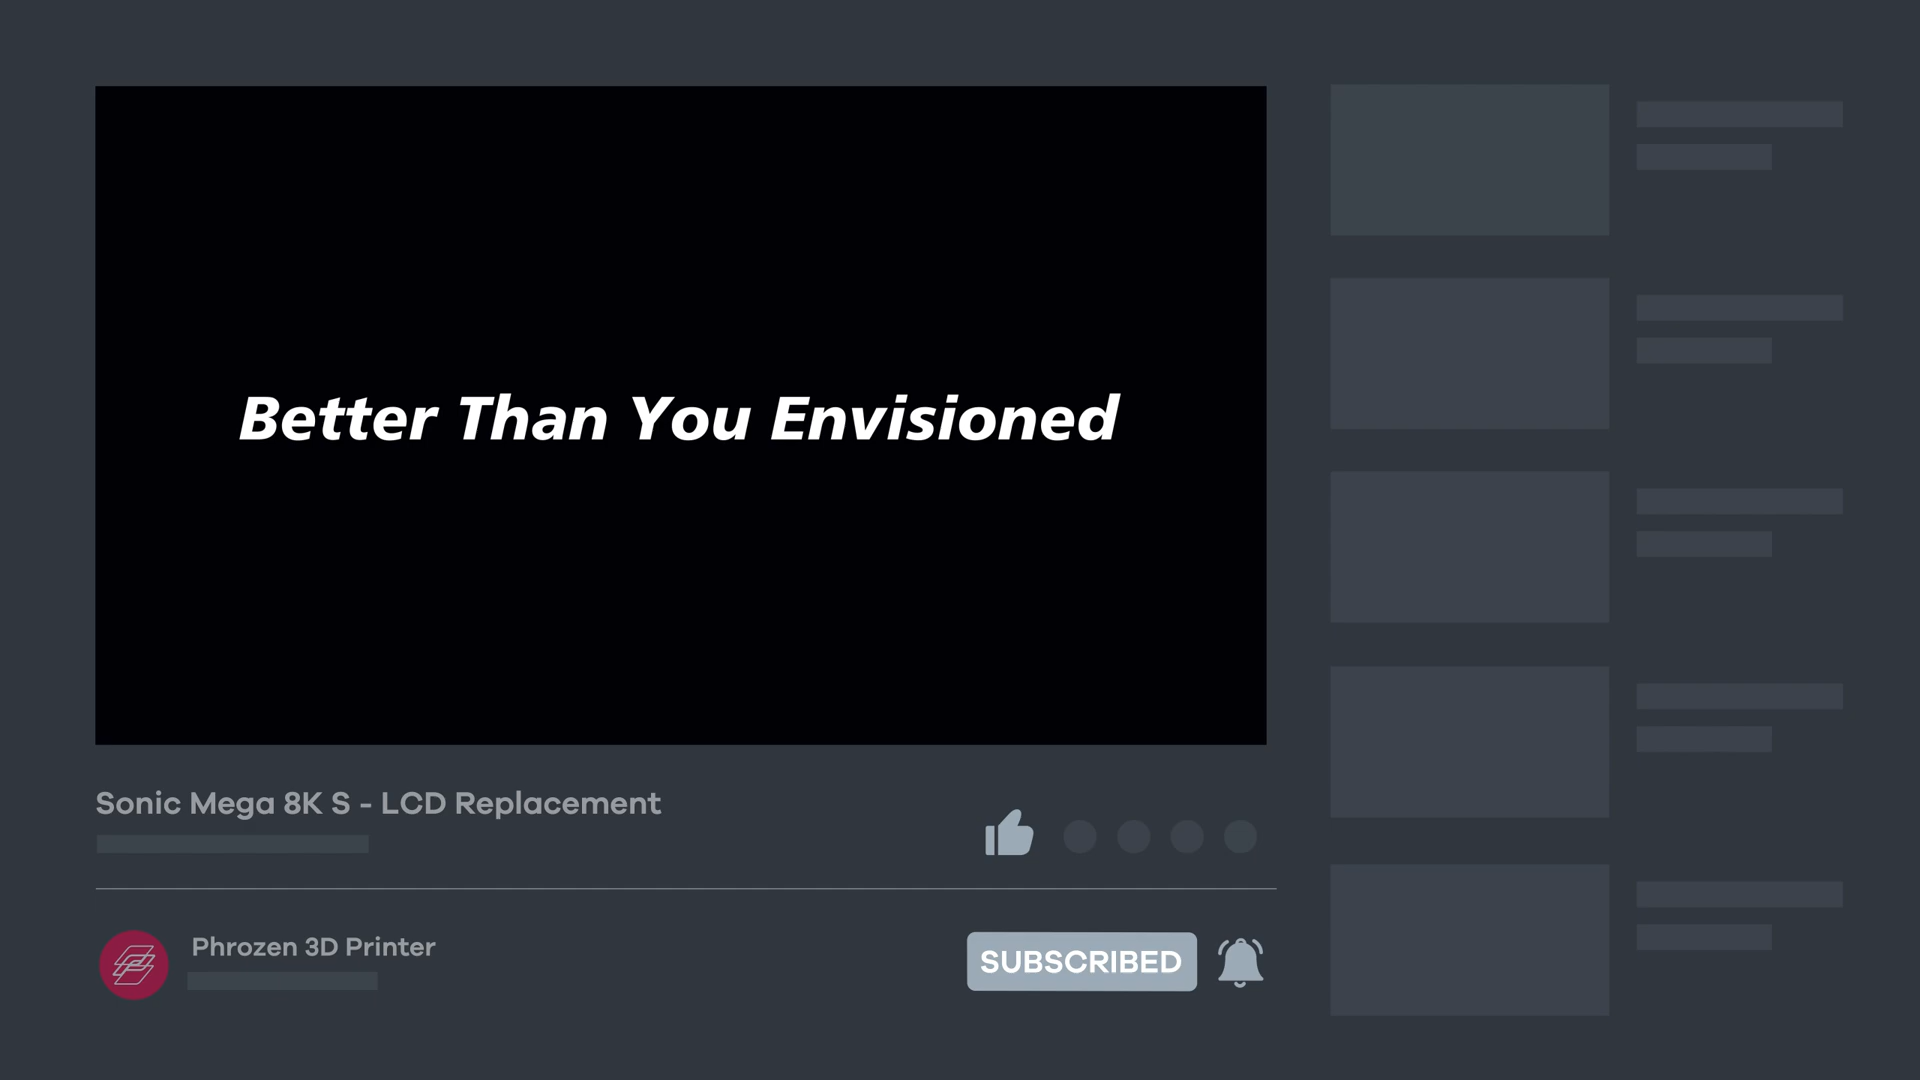 Better Than You Envisioned
Sonic Mega 8K S - LCD Replacement
Phrozen 3D Printer
SUBSCRIBED